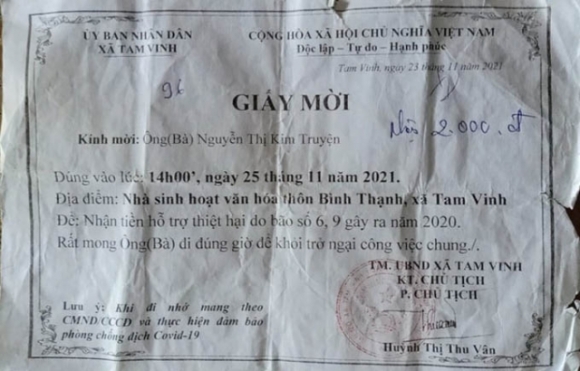 ỦY BAN NHÂN DÂN
XÃ TAM VINH
CỘNG HÒA XÃ HỘI CHỦ NGHĨA VIỆT NAM
Độc lập – Tự do – Hạnh phúc
Tam Vinh, ngày 23 tháng 11 năm 2021
96
GIẤY MỜI
2.000.đ
Kính mời: Ông(Bà) Nguyễn Thị Kim Truyện
Đúng vào lúc: 14h00’, ngày 25 tháng 11 năm 2021.
Địa điểm: Nhà sinh hoạt văn hóa thôn Bình Thạnh, xã Tam Vinh
Đề: Nhận tiền hỗ trợ thiệt hại do bão số 6, 9 gây ra năm 2020.
Rất mong Ông(Bà) đi đúng giờ để khỏi trở ngại công việc chung./.
TM. UBND XÃ TAM VINH
KT. CHỦ TỊCH
P. CHỦ TỊCH
Lưu ý: Khi đi nhớ mang theo
CMND/CCCD và thực hiện đảm bảo
phòng chống dịch Covid-19
Huỳnh Thị Thu Vân